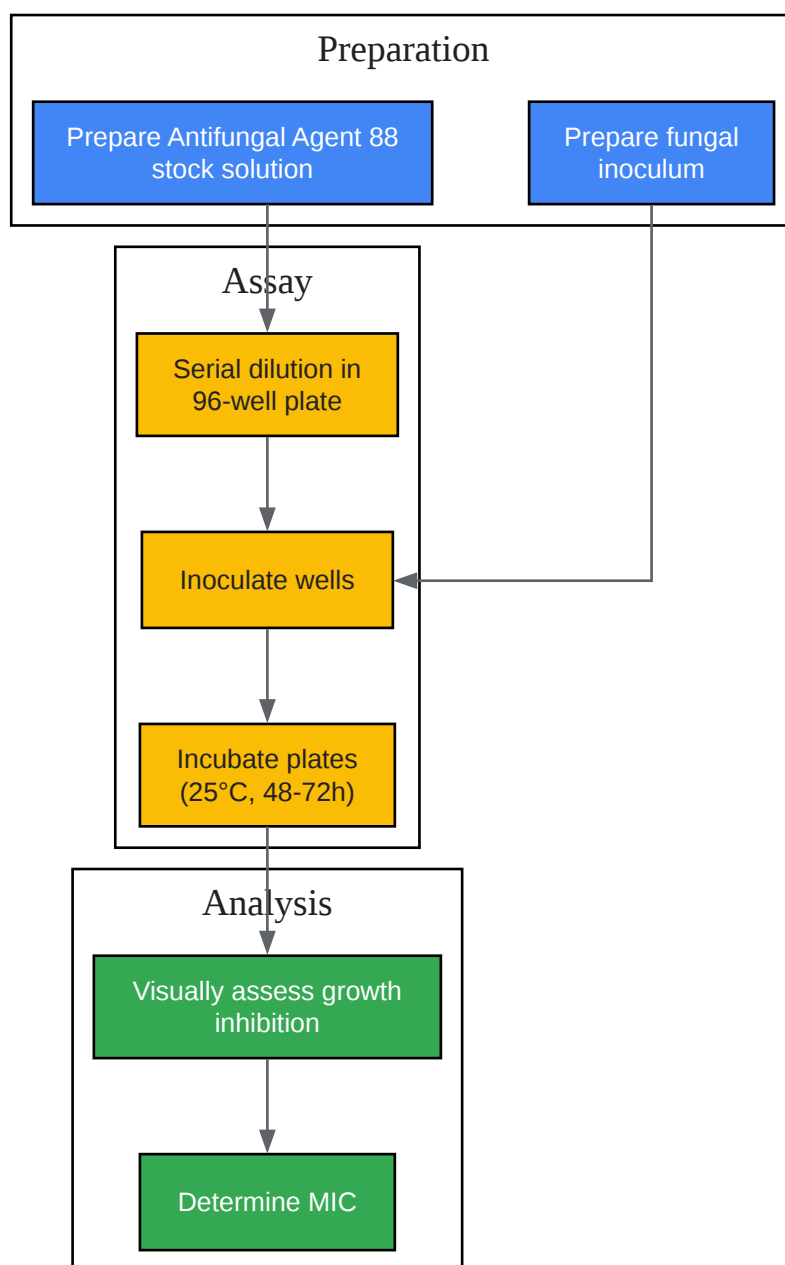 Preparation
Prepare Antifungal Agent 88
stock solution
Prepare fungal
inoculum
Assay
Serial dilution in
96-well plate
Inoculate wells
Incubate plates
(25°C, 48-72h)
Analysis
Visually assess growth
inhibition
Determine MIC